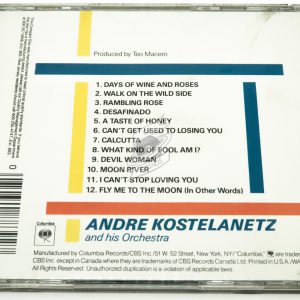 Produced by Teo Macero
1. DAYS OF WINE AND ROSES
2. WALK ON THE WILD SIDE
3. RAMBLING ROSE
4. DESAFINADO
5. A TASTE OF HONEY
6. CAN'T GET USED TO LOSING YOU
7. CALCUTTA
8. WHAT KIND OF FOOL AM I?
9. DEVIL WOMAN
10. MOON RIVER
11. I CAN'T STOP LOVING YOU
12. FLY ME TO THE MOON (In Other Words)
Columbia
ANDRE KOSTELANETZ
and his Orchestra
Manufactured by Columbia Records/CBS Inc./51 W. 52 Street, New York, NY/"Columbia,"
CBS Inc. except in Canada where they are trademarks of CBS Records Canada Ltd. Printed in U.S.A./WA
All rights reserved. Unauthorized duplication is a violation of applicable laws.